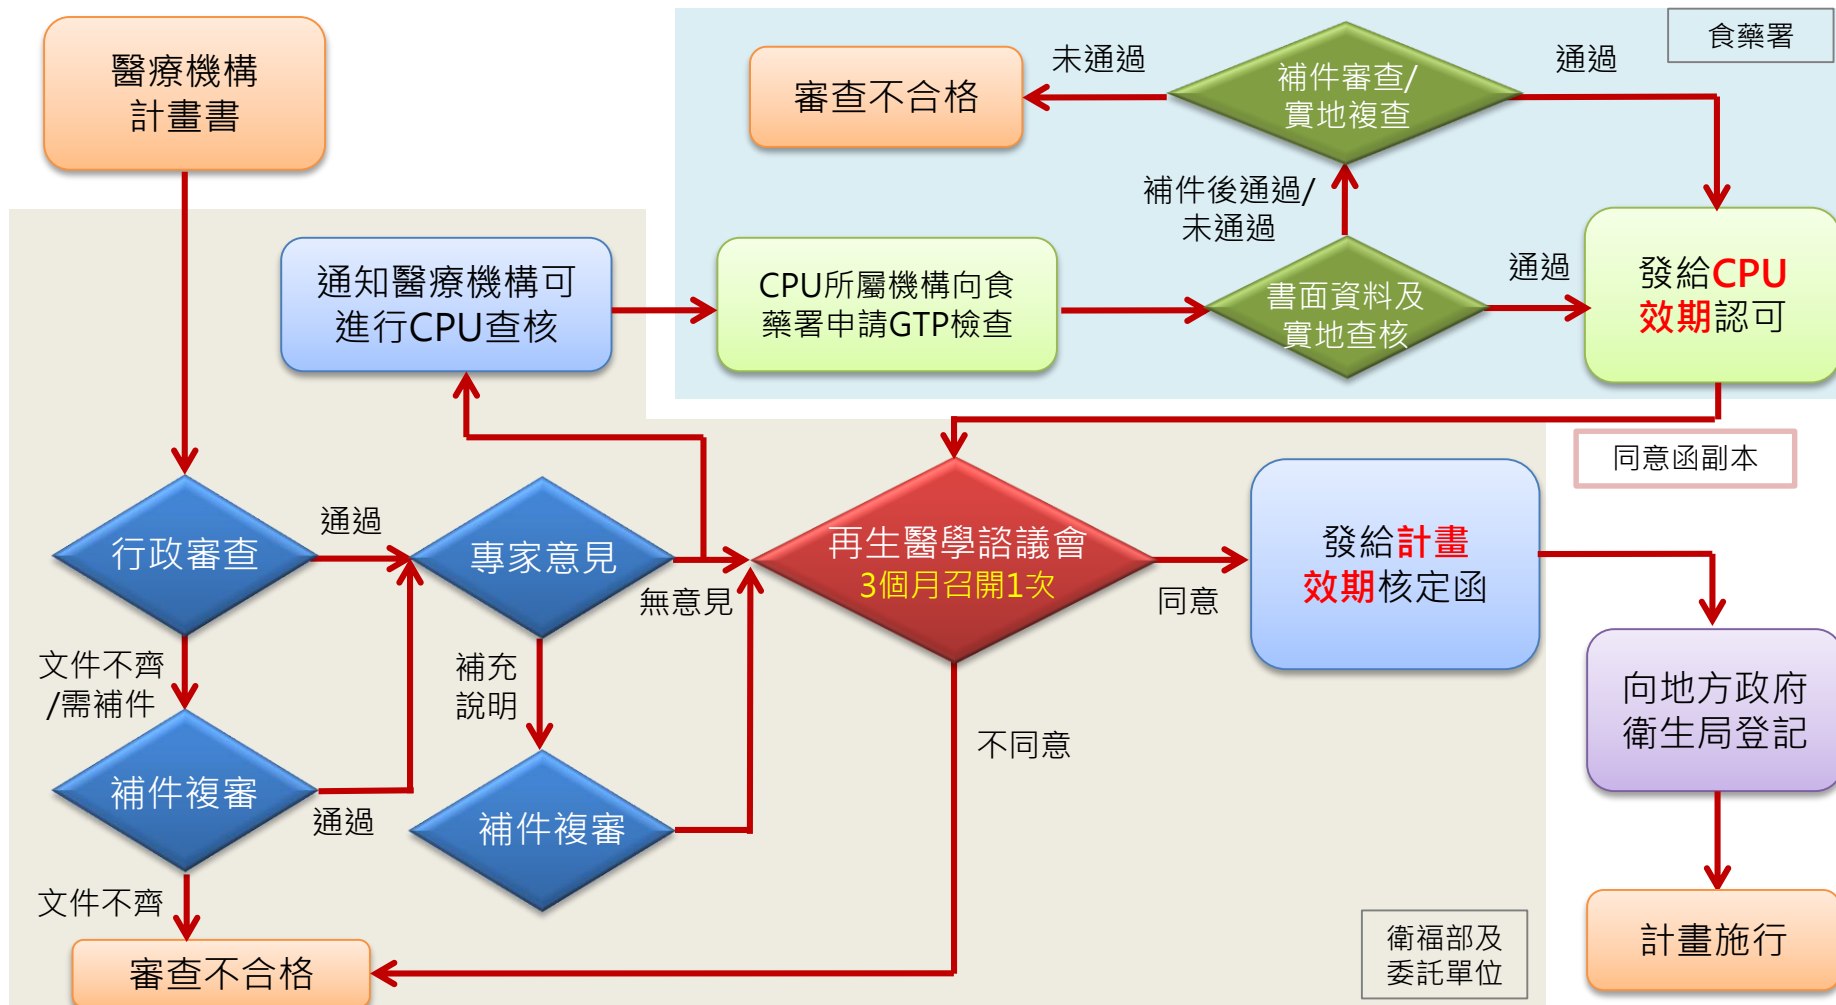 醫療機構
計畫書
食藥署
審查不合格
未通過
補件審查/
實地複查
通過
補件後通過/
未通過
通知醫療機構可
進行CPU查核
CPU所屬機構向食
藥署申請GTP檢查
書面資料及
實地查核
通過
發給CPU
效期認可
同意函副本
行政審查
通過
專家意見
無意見
再生醫學諮議會
3個月召開1次
同意
發給計畫
效期核定函
文件不齊
/需補件
補充
說明
不同意
向地方政府
衛生局登記
補件複審
通過
補件複審
文件不齊
審查不合格
衛福部及
委託單位
計畫施行